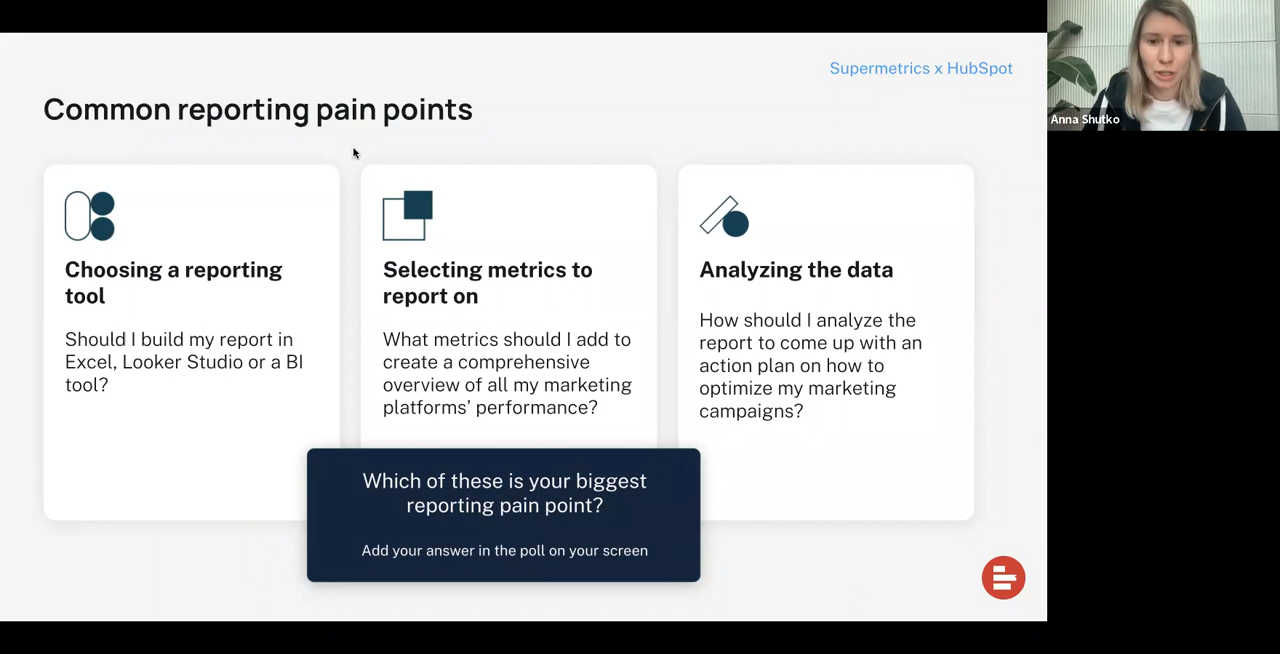 Supermetrics x HubSpot
Common reporting pain points
Choosing a reporting
tool
Should I build my report in
Excel, Looker Studio or a BI
tool?
Selecting metrics to
report on
What metrics should I add to
create a comprehensive
overview of all my marketing
platforms’ performance?
Analyzing the data
How should I analyze the
report to come up with an
action plan on how to
optimize my marketing
campaigns?
Which of these is your biggest
reporting pain point?
Add your answer in the poll on your screen
Anna Shutko